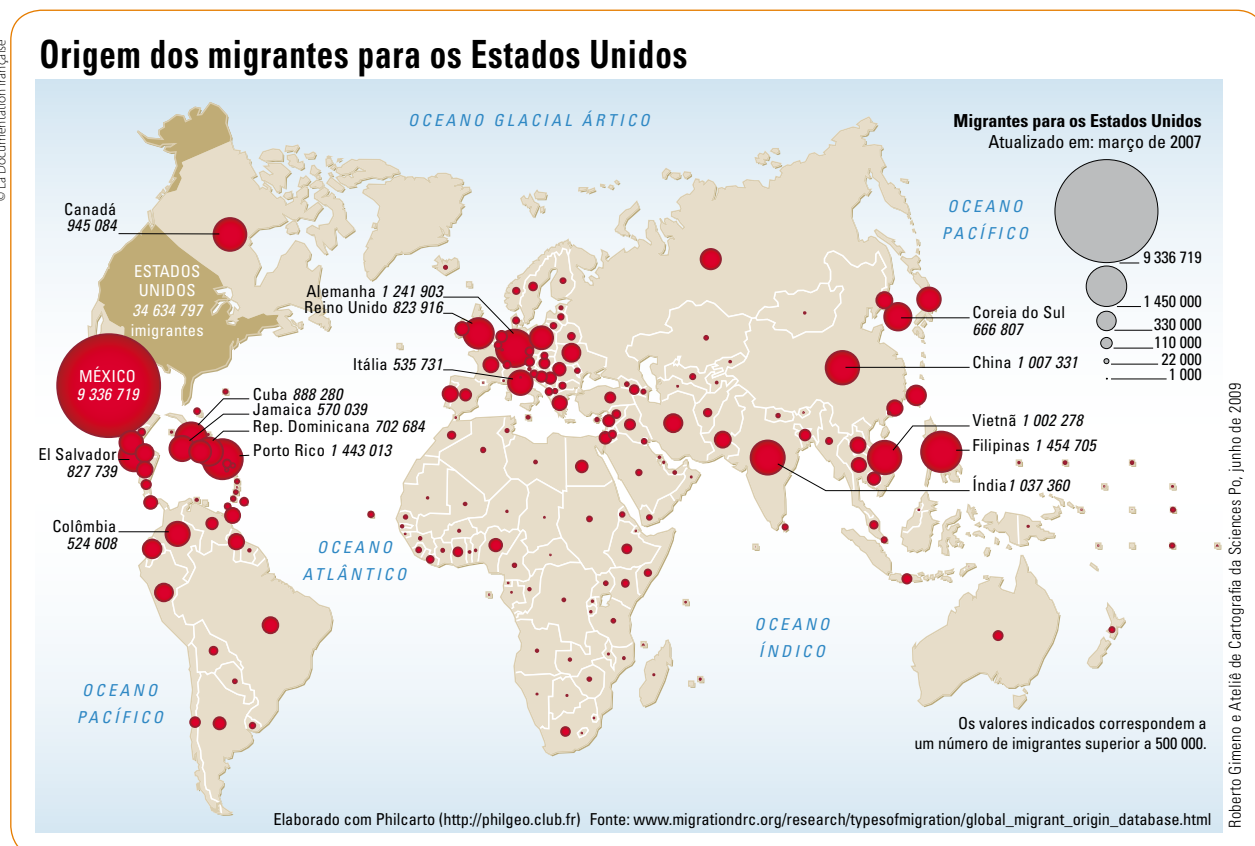 Origem dos migrantes para os Estados Unidos
© La Documentation française
OCEANO GLACIAL ÁRTICO
Migrantes para os Estados Unidos
Atualizado em: março de 2007
9 336 719
1 450 000
330 000
110 000
22 000
1 000
OCEANO
PACÍFICO
Canadá
945 084
ESTADOS
UNIDOS
34 634 797
imigrantes
Alemanha 1 241 903
Reino Unido 823 916
Itália 535 731
Coreia do Sul
666 807
China 1 007 331
MÉXICO
9 336 719
Cuba 888 280
Jamaica 570 039
Rep. Dominicana 702 684
Porto Rico 1 443 013
El Salvador
827 739
Vietnã 1 002 278
Filipinas 1 454 705
Índia 1 037 360
Colômbia
524 608
OCEANO
ATLÂNTICO
OCEANO
ÍNDICO
OCEANO
PACÍFICO
Os valores indicados correspondem a
um número de imigrantes superior a 500 000.
Elaborado com Philcarto (http://philgeo.club.fr) Fonte: www.migrationdrc.org/research/typesofmigration/global_migrant_origin_database.html
Roberto Gimeno e Ateliê de Cartografia da Sciences Po, junho de 2009